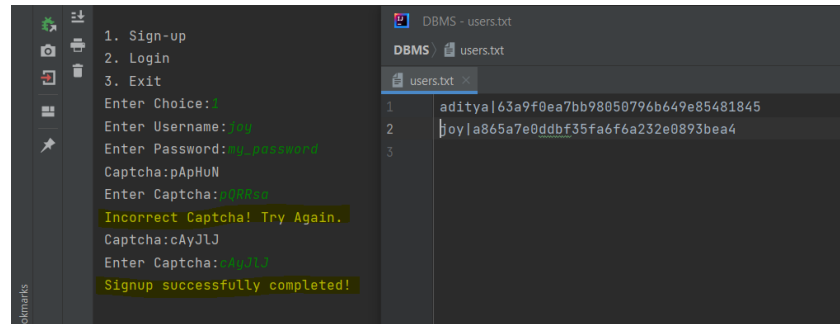 1. Sign-up
2. Login
3. Exit
Enter Choice:1
Enter Username:joy
Enter Password:my_password
Captcha:pApHuN
Enter Captcha:pQRRsa
Incorrect Captcha! Try Again.
Captcha:cAyJlJ
Enter Captcha:cAyJlJ
Signup successfully completed!
okmarks
DBMS - users.txt
DBMS users.txt
users.txt
1 aditya|63a9f0ea7bb98050796b649e85481845
2 joy|a865a7e0ddbf35fa6f6a232e0893bea4
3